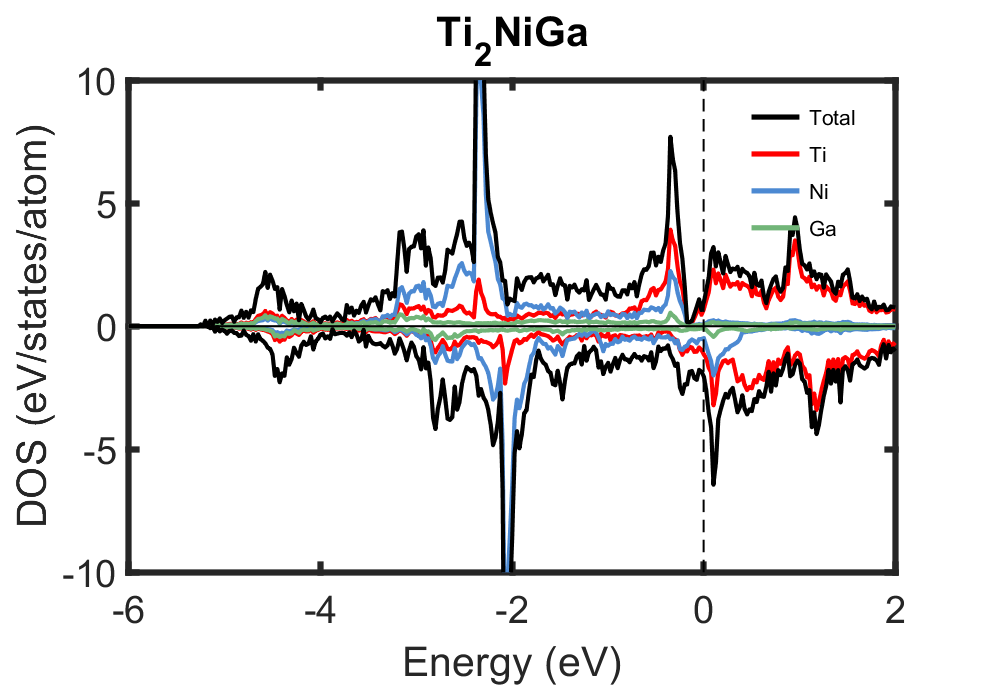 Ti₂NiGa
10
5
0
-5
-10
DOS (eV/states/atom)
Total
Ti
Ni
Ga
-6 -4 -2 0 2
Energy (eV)